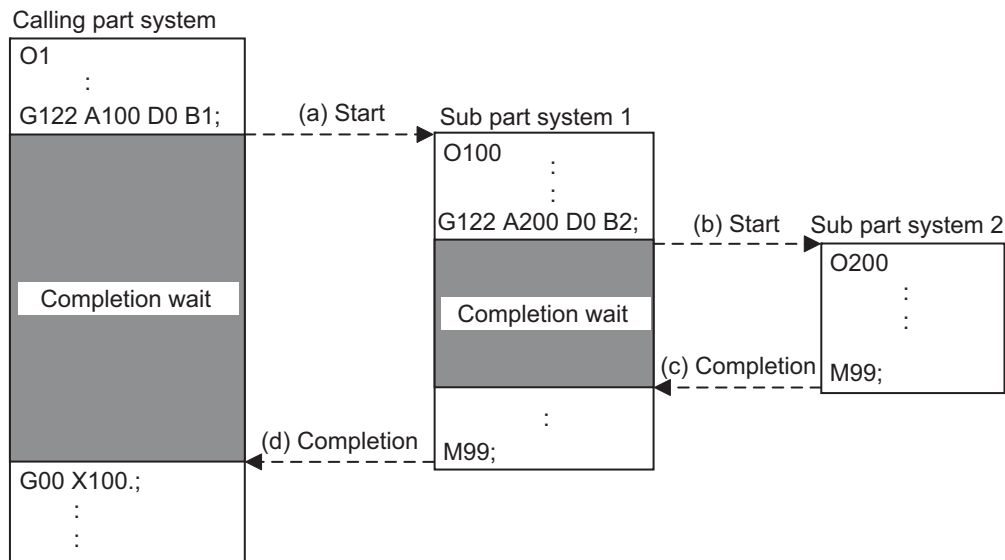 Calling part system
O1
:
G122 A100 D0 B1;
(a) Start
Completion wait
G00 X100.;
:
:
Sub part system 1
O100
:
:
G122 A200 D0 B2;
(b) Start
Completion wait
:
M99;
(d) Completion
Sub part system 2
O200
:
:
M99;
(c) Completion